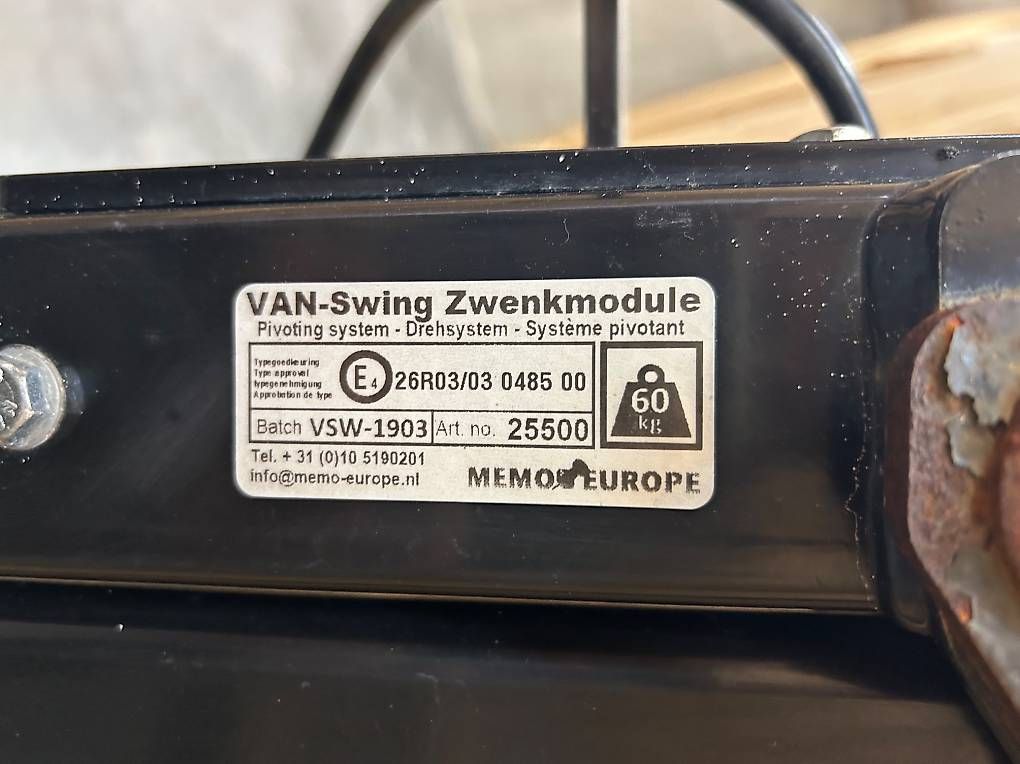 VAN-Swing Zwenkmodule
Pivoting system - Drehsystem - Système pivotant
Typegoedkeuring
Type approval
typegenehmigung
Approbation de type
E4 26R03/03 0485 00
60
kg
Batch VSW-1903 Art. no. 25500
Tel. + 31 (0)10 5190201
info@memo-europe.nl
MEMO EUROPE